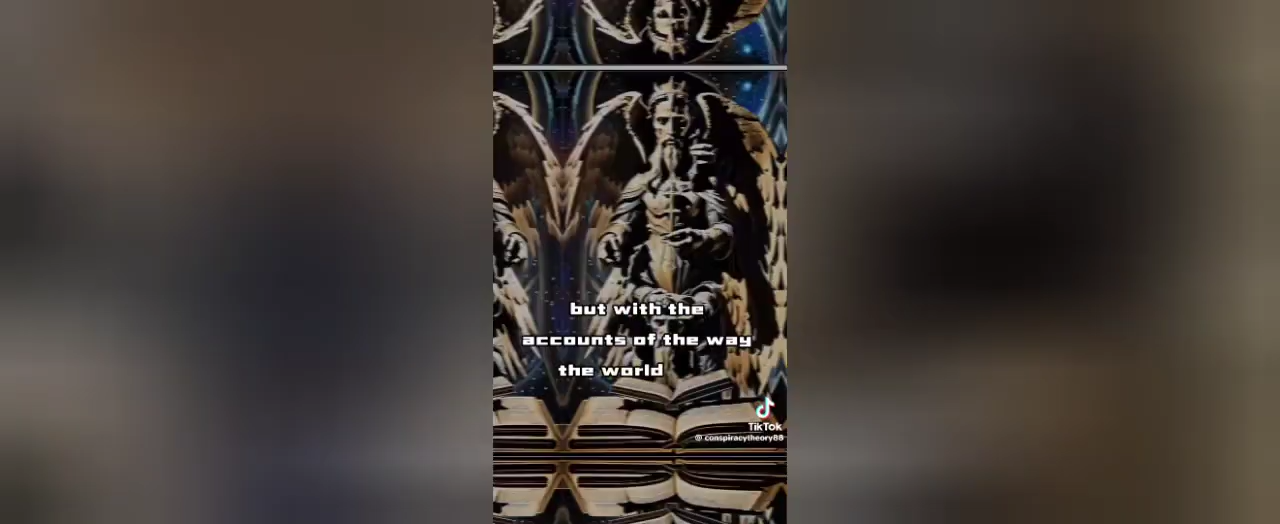 but with the
accounts of the way
the world
TikTok
@conspiracytheory88